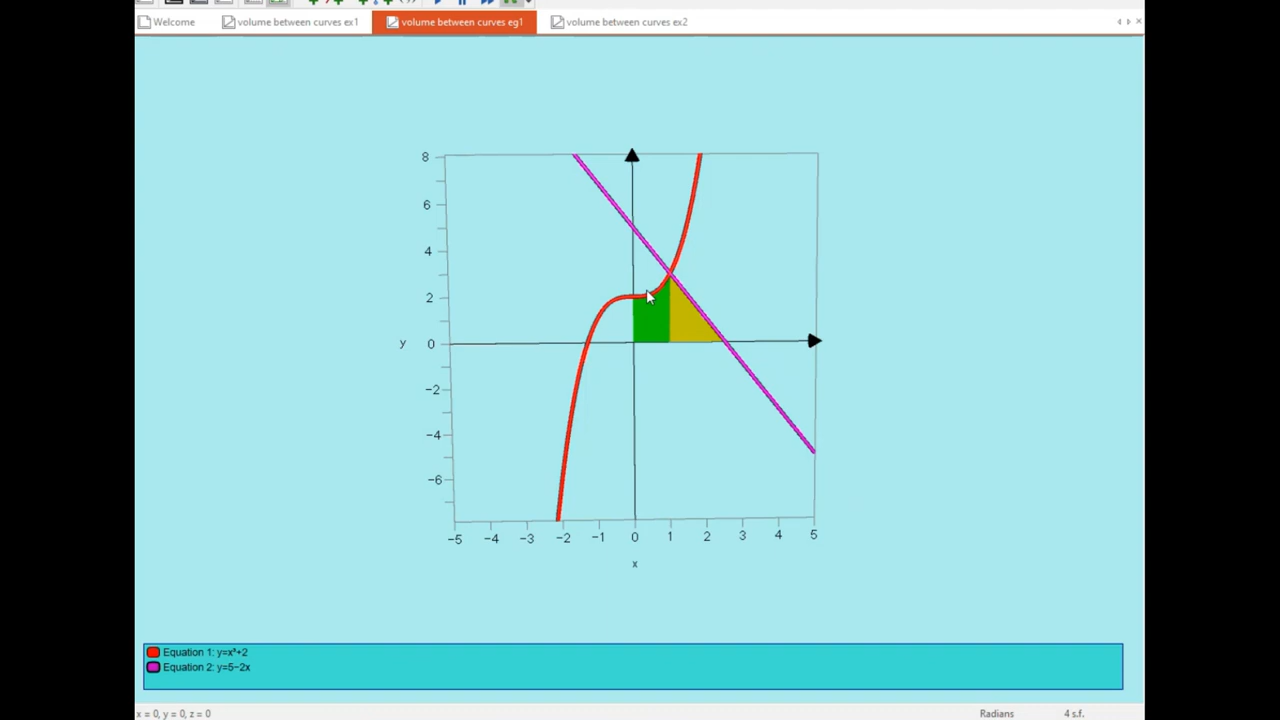 Welcome volume between curves ex1 volume between curves eg1 volume between curves ex2
8
6
4
2
y 0
−2
−4
−6
−5 −4 −3 −2 −1 0 1 2 3 4 5
x
Equation 1: y=x³+2
Equation 2: y=5−2x
x = 0, y = 0, z = 0 Radians 4 s.f.